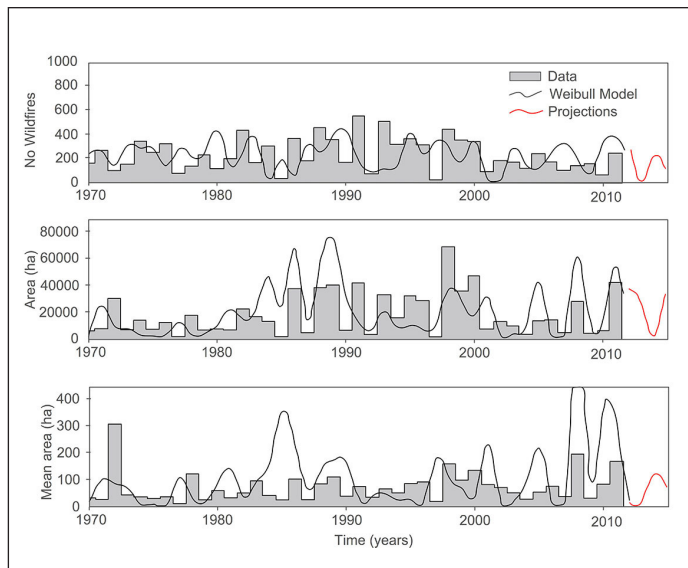 1000
800
600
400
200
0
No Wildfires
Data
Weibull Model
Projections
1970 1980 1990 2000 2010
80000
60000
40000
20000
0
Area (ha)
1970 1980 1990 2000 2010
400
300
200
100
0
Mean area (ha)
1970 1980 1990 2000 2010
Time (years)